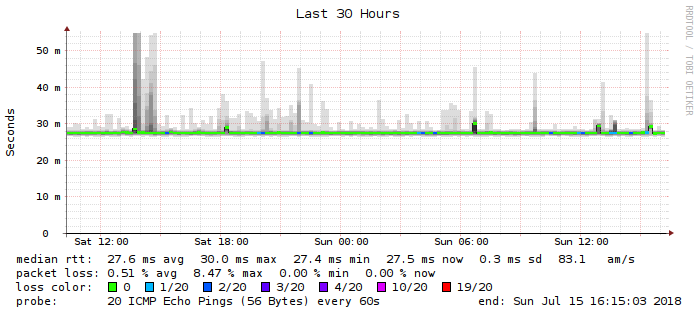 Last 30 Hours
RRDTOOL / TOBI OETIKER
Seconds
50 m
40 m
30 m
20 m
10 m
0
Sat 12:00 Sat 18:00 Sun 00:00 Sun 06:00 Sun 12:00
median rtt: 27.6 ms avg 30.0 ms max 27.4 ms min 27.5 ms now 0.3 ms sd 83.1 am/s
packet loss: 0.51 % avg 8.47 % max 0.00 % min 0.00 % now
loss color: 0 1/20 2/20 3/20 4/20 10/20 19/20
probe: 20 ICMP Echo Pings (56 Bytes) every 60s end: Sun Jul 15 16:15:03 2018